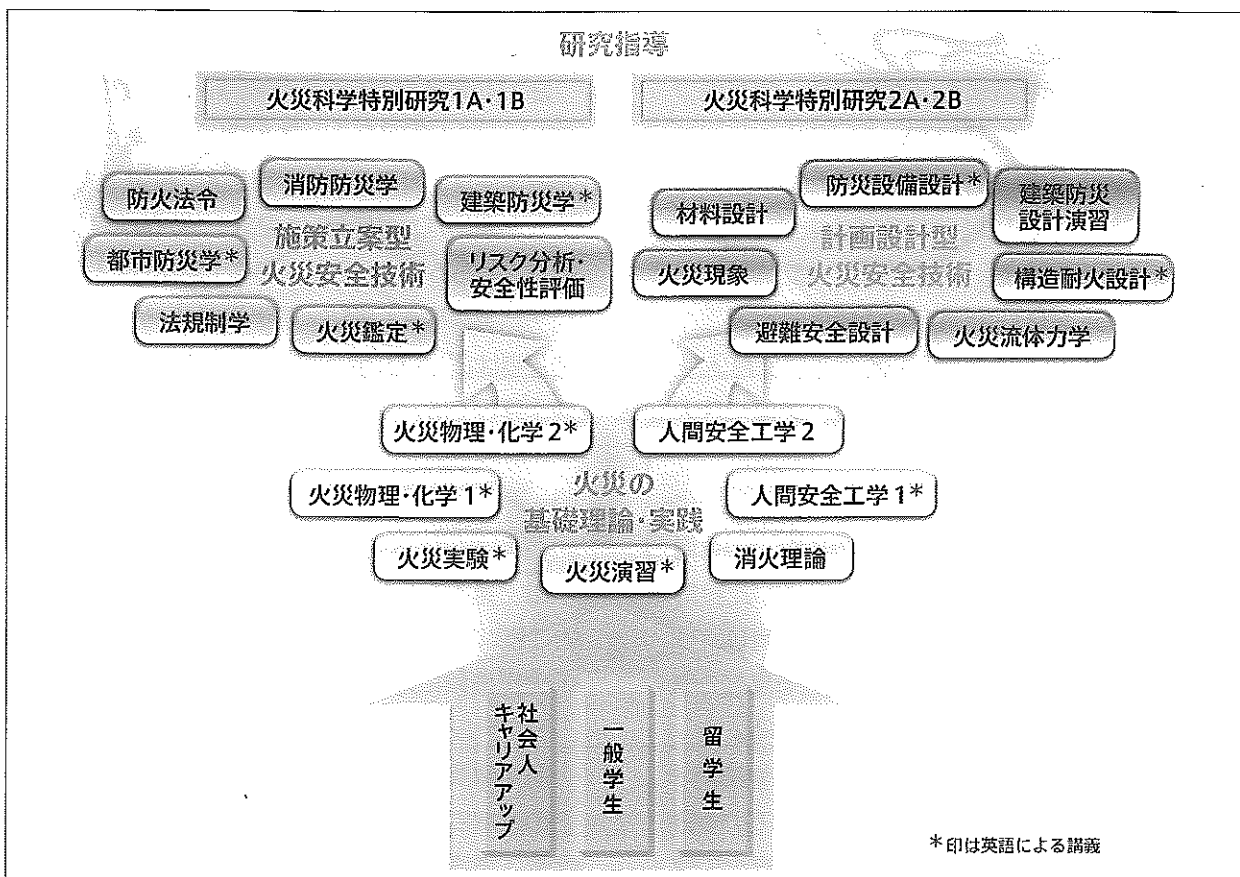 研究指導
火災科学特別研究1A・1B
火災科学特別研究2A・2B
防火法令
消防防災学
建築防災学*
都市防災学*
施策立案型
火災安全技術
リスク分析・
安全性評価
法規制学
火災鑑定*
材料設計
防災設備設計*
建築防災
設計演習
火災現象
計画設計型
火災安全技術
構造耐火設計*
避難安全設計
火災流体力学
火災物理・化学2*
人間安全工学2
火災物理・化学1*
火災の
基礎理論・実践
人間安全工学1*
火災実験*
火災演習*
消火理論
社会人
キャリアアップ
一般学生
留学生
*印は英語による講義